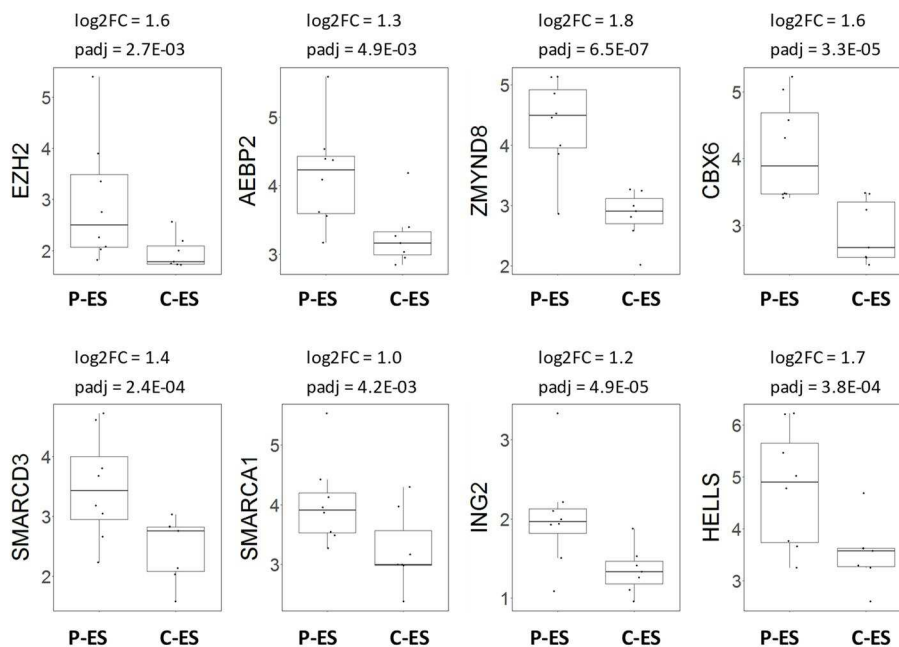 log2FC = 1.6
padj = 2.7E-03
EZH2
5
4
3
2
P-ES C-ES
log2FC = 1.3
padj = 4.9E-03
AEBP2
5
4
3
P-ES C-ES
log2FC = 1.8
padj = 6.5E-07
ZMYND8
5
4
3
2
P-ES C-ES
log2FC = 1.6
padj = 3.3E-05
CBX6
5
4
3
P-ES C-ES
log2FC = 1.4
padj = 2.4E-04
SMARCD3
4
3
2
P-ES C-ES
log2FC = 1.0
padj = 4.2E-03
SMARCA1
5
4
3
P-ES C-ES
log2FC = 1.2
padj = 4.9E-05
ING2
3
2
1
P-ES C-ES
log2FC = 1.7
padj = 3.8E-04
HELLS
6
5
4
3
P-ES C-ES